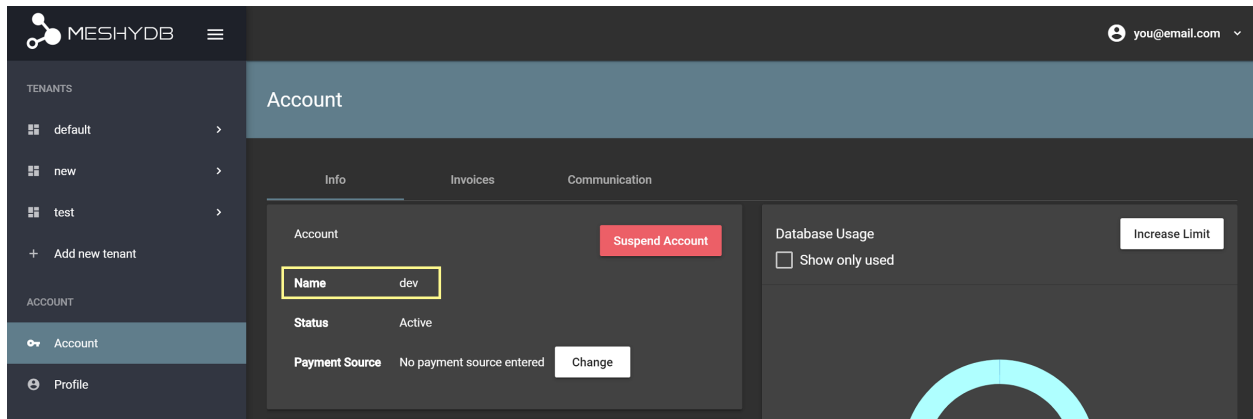 MESHYDB
you@email.com
TENANTS
default
new
test
+ Add new tenant
ACCOUNT
Account
Profile
Account
Info Invoices Communication
Account Suspend Account
Name dev
Status Active
Payment Source No payment source entered Change
Database Usage Increase Limit
Show only used